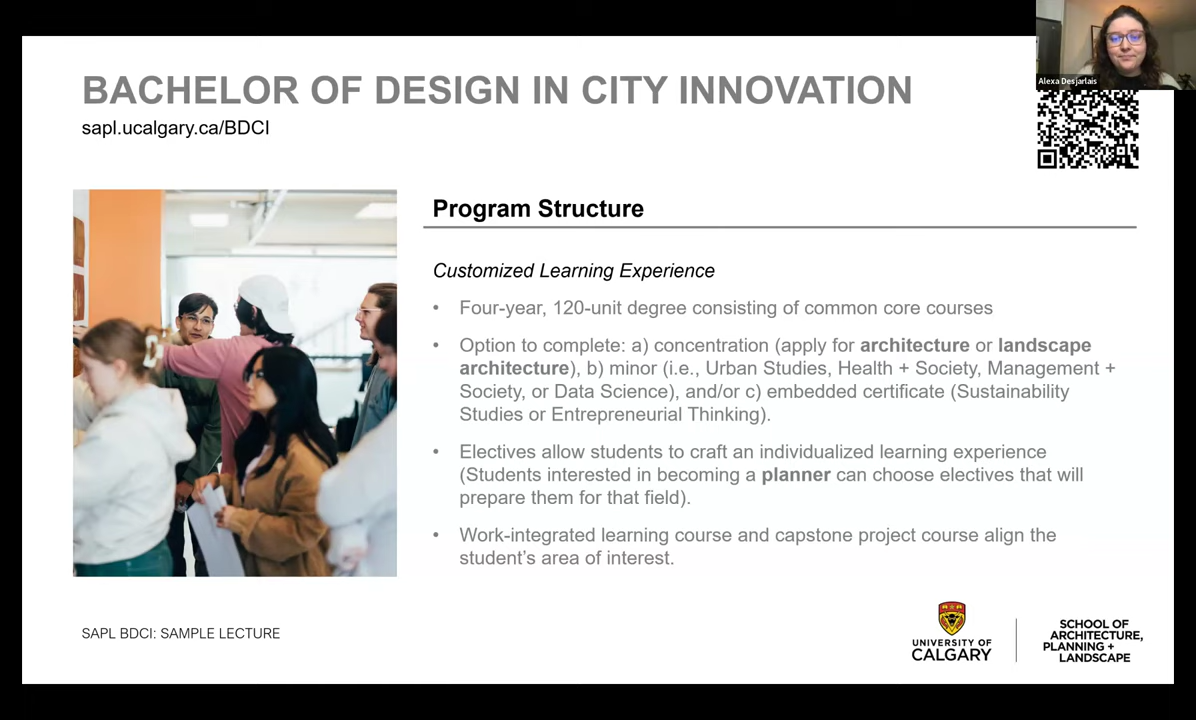 Alexa Desjarlais
BACHELOR OF DESIGN IN CITY INNOVATION
sapl.ucalgary.ca/BDCI
Program Structure
Customized Learning Experience
• Four-year, 120-unit degree consisting of common core courses
• Option to complete: a) concentration (apply for architecture or landscape
architecture), b) minor (i.e., Urban Studies, Health + Society, Management +
Society, or Data Science), and/or c) embedded certificate (Sustainability
Studies or Entrepreneurial Thinking).
• Electives allow students to craft an individualized learning experience
(Students interested in becoming a planner can choose electives that will
prepare them for that field).
• Work-integrated learning course and capstone project course align the
student’s area of interest.
SAPL BDCI: SAMPLE LECTURE
UNIVERSITY OF
CALGARY
SCHOOL OF
ARCHITECTURE,
PLANNING +
LANDSCAPE